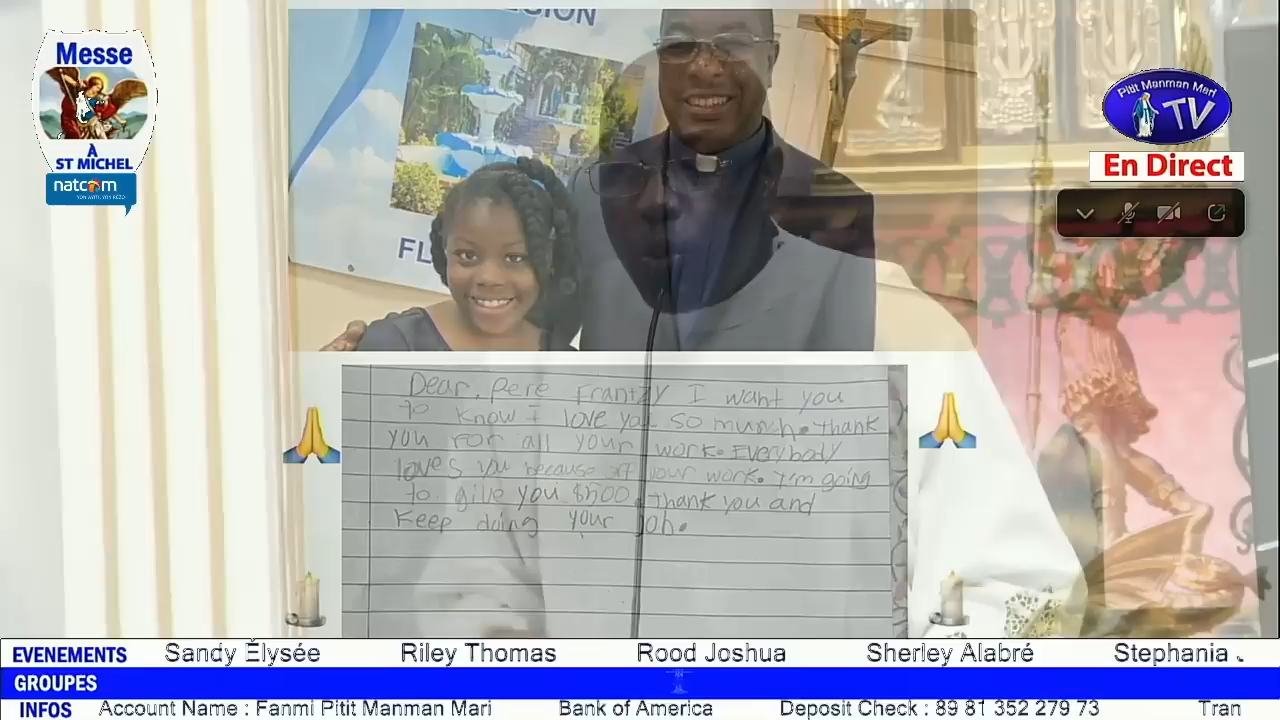 GION
Messe
À
ST MICHEL
natcom
Pitit Manman Mari
TV
En Direct
FL
Dear, Pere Frantzy I want you
to know I love you so munch. Thank
you for all your work. Everybody
loves you because of your work. I'm going
to give you $500. Thank you and
keep doing your job.
EVENEMENTS Sandy Élysée Riley Thomas Rood Joshua Sherley Alabré Stephania
GROUPES
INFOS Account Name : Fanmi Pitit Manman Mari Bank of America Deposit Check : 89 81 352 279 73 Tran